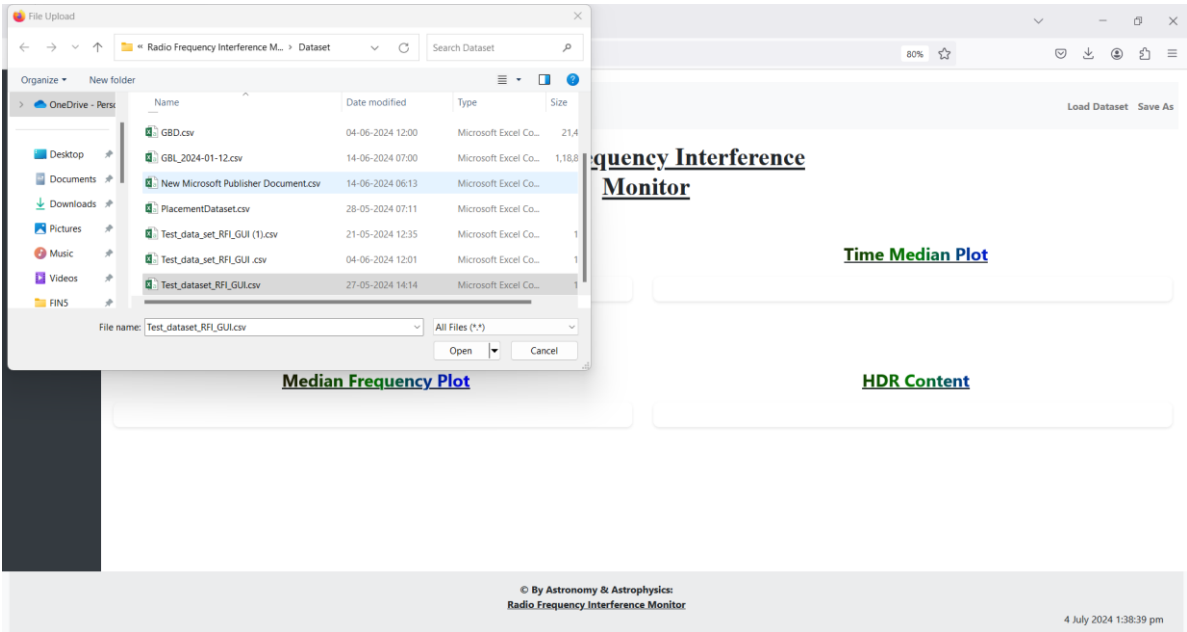 File Upload
Radio Frequency Interference M... Dataset
Search Dataset
80%
Organize
New folder
OneDrive - Perso
Name
Date modified
Type
Size
Load Dataset Save As
GBD.csv 04-06-2024 12:00 Microsoft Excel Co... 21,4
Desktop
GBL_2024-01-12.csv 14-06-2024 07:00 Microsoft Excel Co... 1,18,8
quency Interference
Monitor
Documents
New Microsoft Publisher Document.csv 14-06-2024 06:13 Microsoft Excel Co...
Downloads
PlacementDataset.csv 28-05-2024 07:11 Microsoft Excel Co...
Pictures
Test_data_set_RFI_GUI (1).csv 21-05-2024 12:35 Microsoft Excel Co... 1
Music
Test_data_set_RFI_GUI .csv 04-06-2024 12:01 Microsoft Excel Co... 1
Time Median Plot
Videos
Test_dataset_RFI_GUI.csv 27-05-2024 14:14 Microsoft Excel Co... 1
FIN5
File name: Test_dataset_RFI_GUI.csv
All Files (*.*)
Open
Cancel
Median Frequency Plot
HDR Content
© By Astronomy & Astrophysics:
Radio Frequency Interference Monitor
4 July 2024 1:38:39 pm